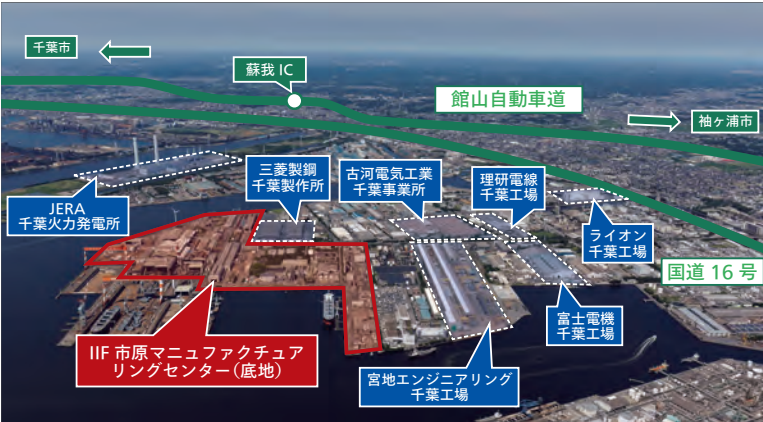 千葉市
蘇我 IC
館山自動車道
袖ヶ浦市
三菱製鋼
千葉製作所
古河電気工業
千葉事業所
理研電線
千葉工場
JERA
千葉火力発電所
ライオン
千葉工場
国道 16 号
富士電機
千葉工場
IIF 市原マニュファクチュア
リングセンター（底地）
宮地エンジニアリング
千葉工場